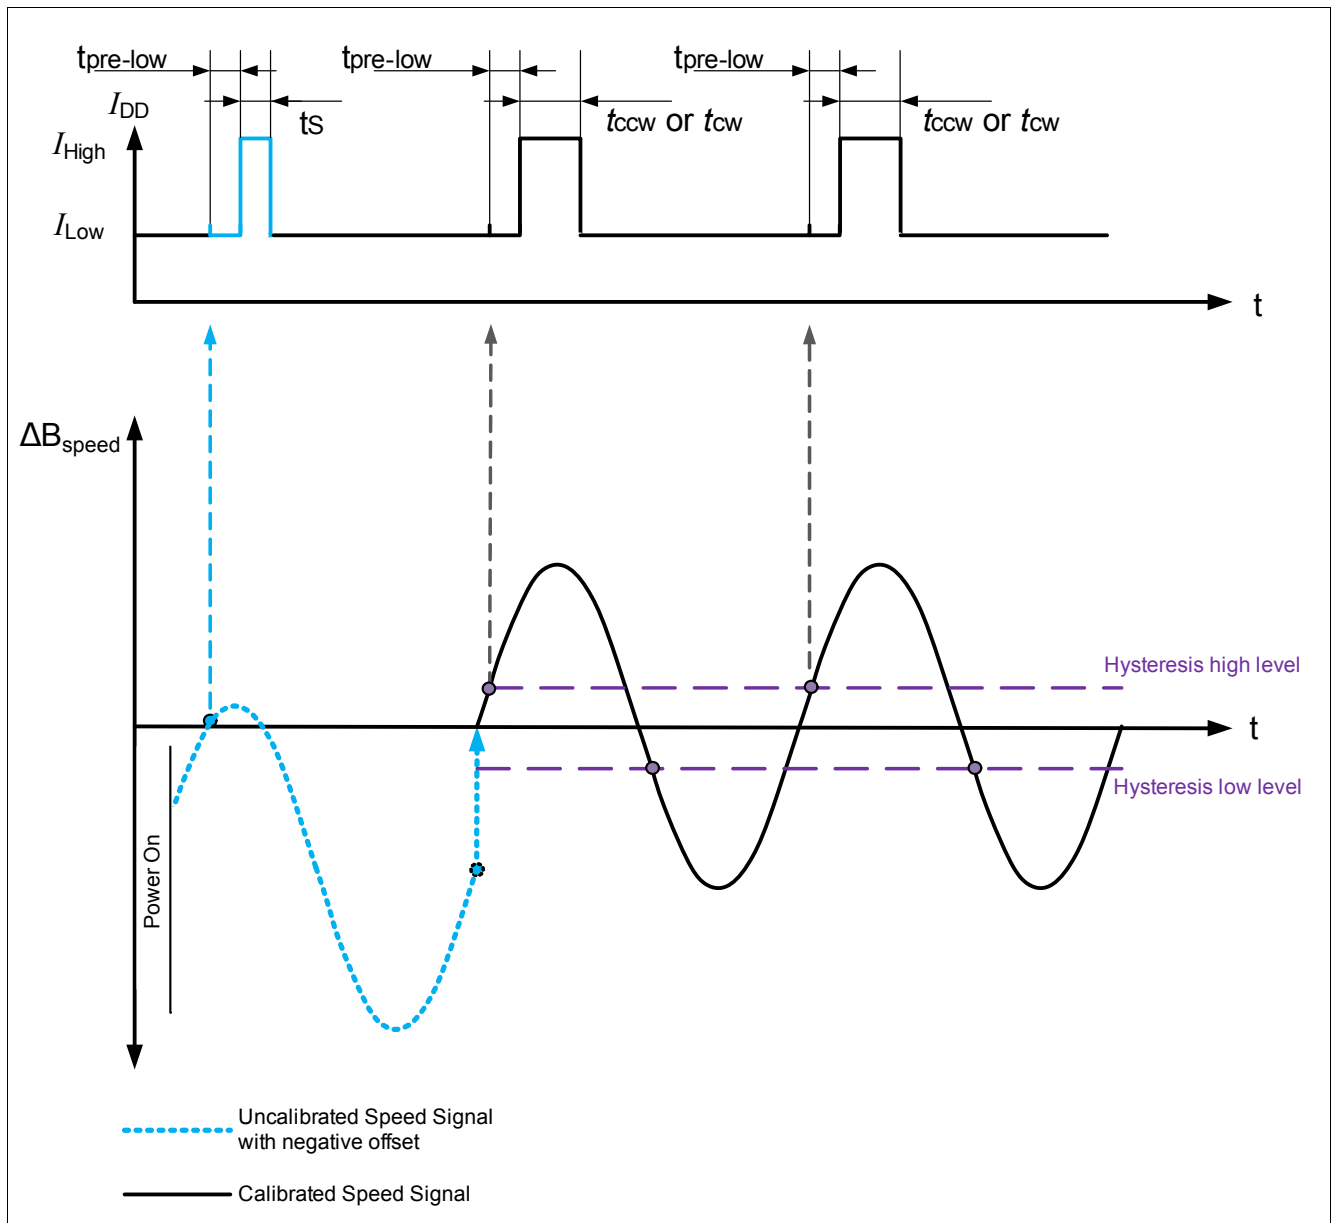 tpre-low
tpre-low
tpre-low
IDD
tS
tCCW or tCW
tCCW or tCW
IHigh
ILow
t
ΔBspeed
Hysteresis high level
t
Hysteresis low level
Power On
Uncalibrated Speed Signal
with negative offset
Calibrated Speed Signal